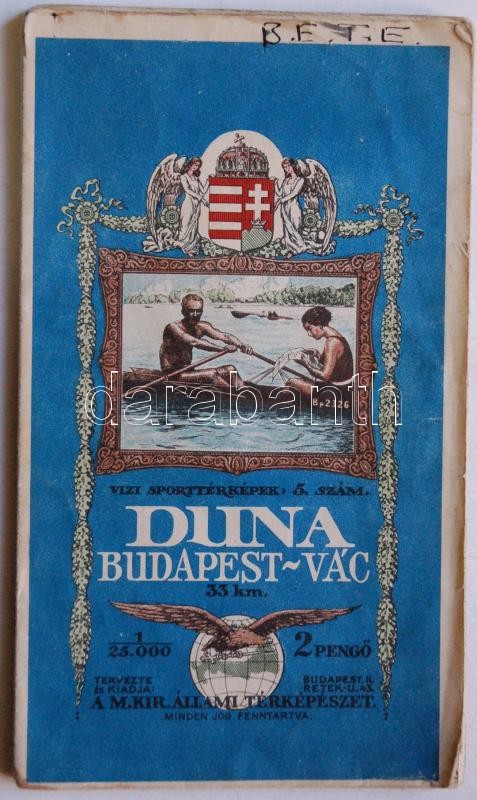 B.E.T.E.
Bp2326
darabanth
VIZI SPORTTÉRKÉPEK: 5. SZÁM.
DUNA
BUDAPEST~VÁC
33 km.
1
25.000
2 PENGŐ
TERVEZTE
és KIADJA:
BUDAPEST. II.
RETEK-U. 43.
A M. KIR. ÁLLAMI TÉRKÉPÉSZET.
MINDEN JOG FENNTARTVA.